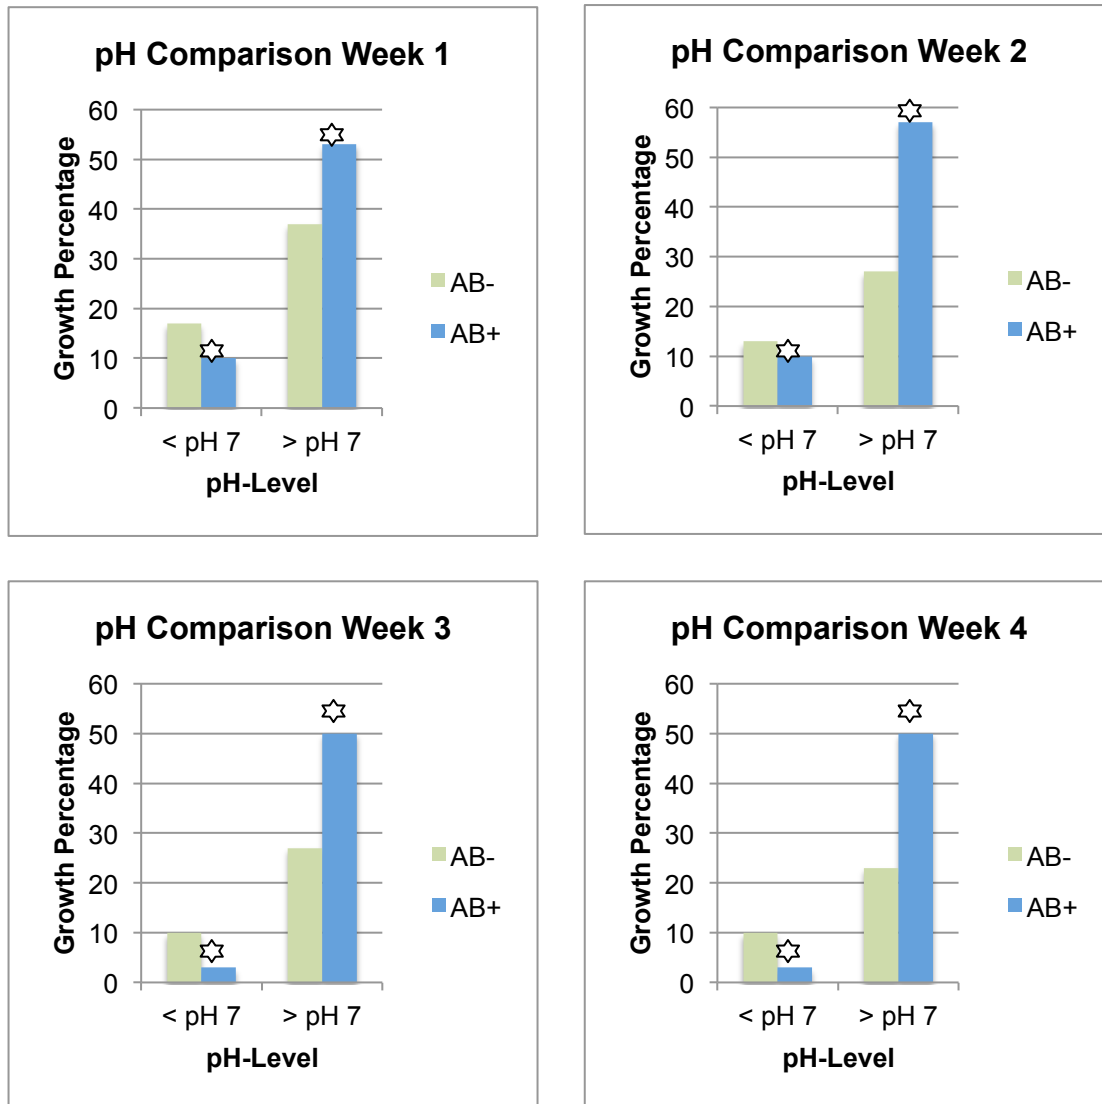 pH Comparison Week 1
Growth Percentage
60
50
40
30
20
10
0
< pH 7 > pH 7
pH-Level
AB-
AB+
pH Comparison Week 2
Growth Percentage
60
50
40
30
20
10
0
< pH 7 > pH 7
pH-Level
AB-
AB+
pH Comparison Week 3
Growth Percentage
60
50
40
30
20
10
0
< pH 7 > pH 7
pH-Level
AB-
AB+
pH Comparison Week 4
Growth Percentage
60
50
40
30
20
10
0
< pH 7 > pH 7
pH-Level
AB-
AB+